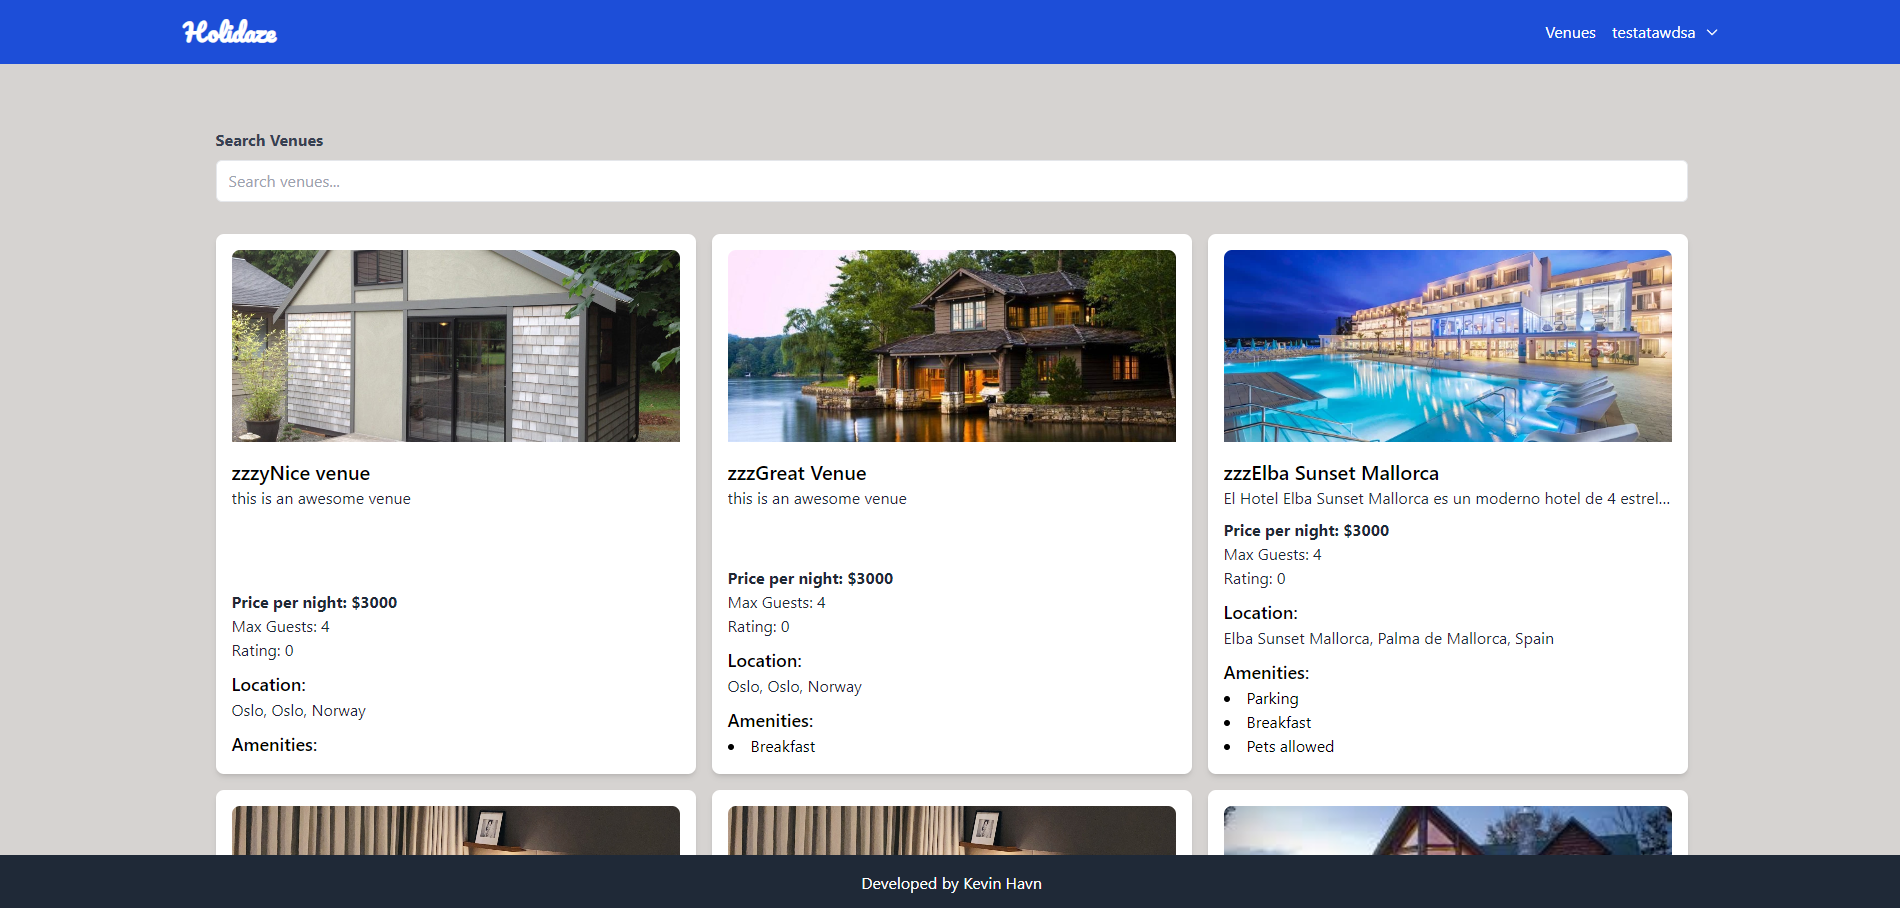 Holidaze
Venues testatawdsa
Search Venues
Search venues...
zzzyNice venue
this is an awesome venue
Price per night: $3000
Max Guests: 4
Rating: 0
Location:
Oslo, Oslo, Norway
Amenities:
zzzGreat Venue
this is an awesome venue
Price per night: $3000
Max Guests: 4
Rating: 0
Location:
Oslo, Oslo, Norway
Amenities:
• Breakfast
zzzElba Sunset Mallorca
El Hotel Elba Sunset Mallorca es un moderno hotel de 4 estrel...
Price per night: $3000
Max Guests: 4
Rating: 0
Location:
Elba Sunset Mallorca, Palma de Mallorca, Spain
Amenities:
• Parking
• Breakfast
• Pets allowed
Developed by Kevin Havn